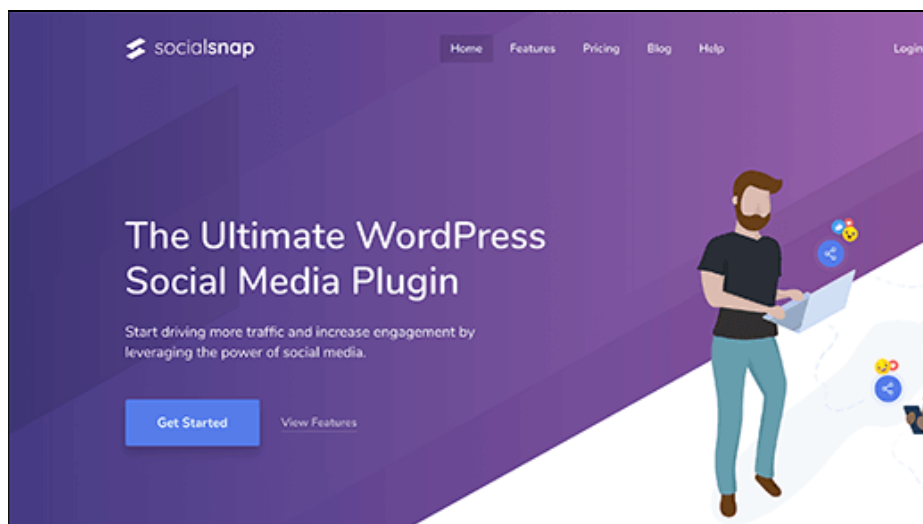 socialsnap
Home Features Pricing Blog Help Login
The Ultimate WordPress
Social Media Plugin
Start driving more traffic and increase engagement by
leveraging the power of social media.
Get Started View Features